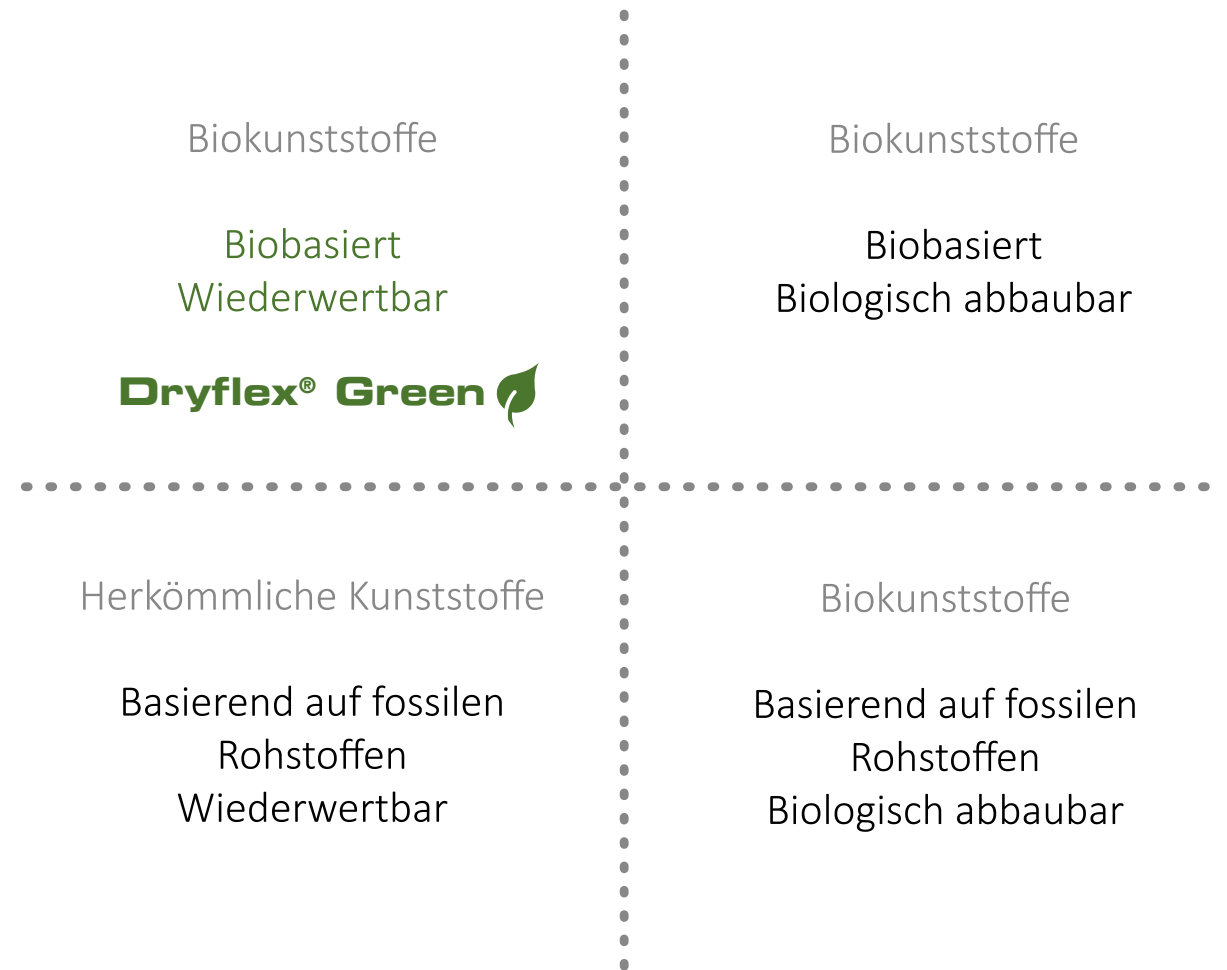 Biokunststoffe
Biobasiert
Wiederwertbar
Dryflex® Green
Biokunststoffe
Biobasiert
Biologisch abbaubar
Herkömmliche Kunststoffe
Basierend auf fossilen
Rohstoffen
Wiederwertbar
Biokunststoffe
Basierend auf fossilen
Rohstoffen
Biologisch abbaubar